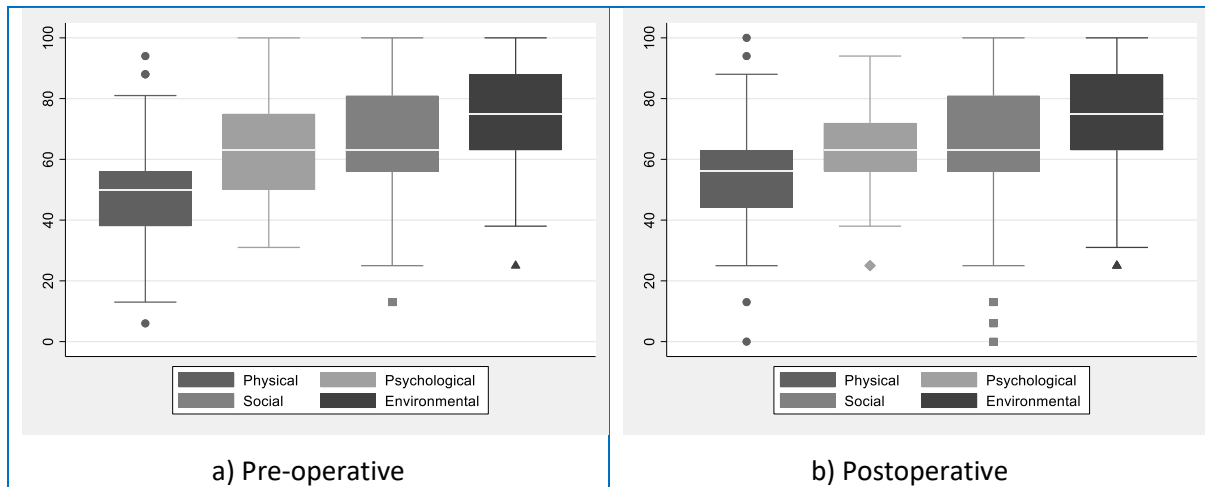 100
80
60
40
20
0
Physical Psychological
Social Environmental
a) Pre-operative
100
80
60
40
20
0
Physical Psychological
Social Environmental
b) Postoperative